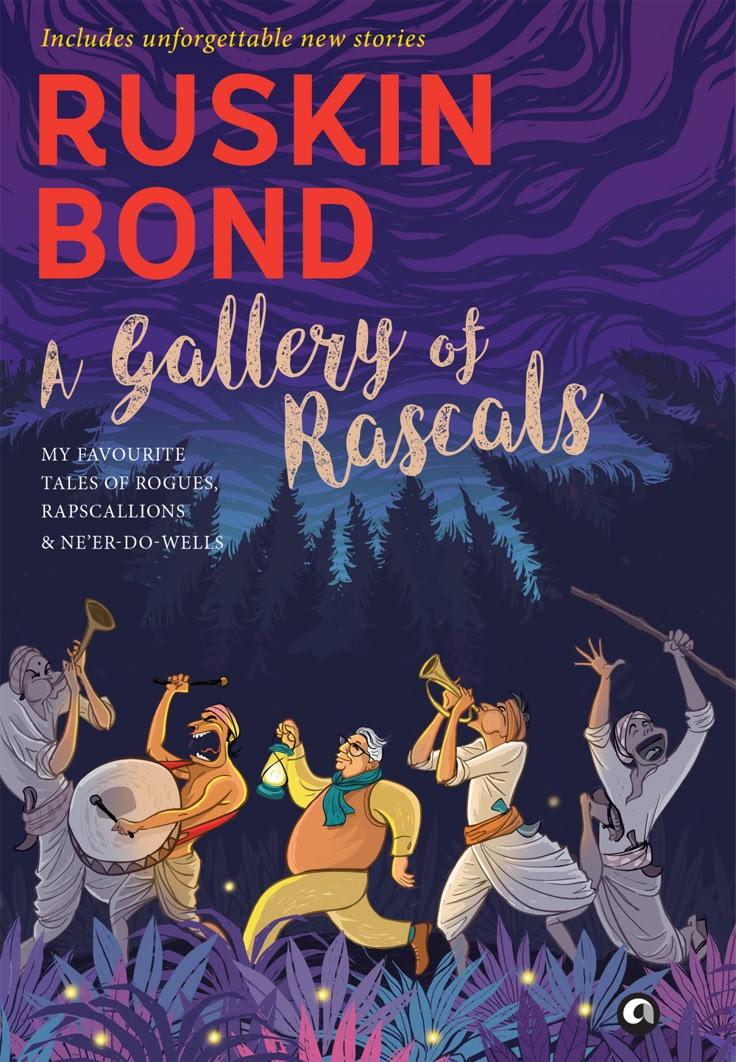 Includes unforgettable new stories
RUSKIN
BOND
A Gallery of
Rascals
MY FAVOURITE
TALES OF ROGUES,
RAPSCALLIONS
& NE’ER-DO-WELLS
a